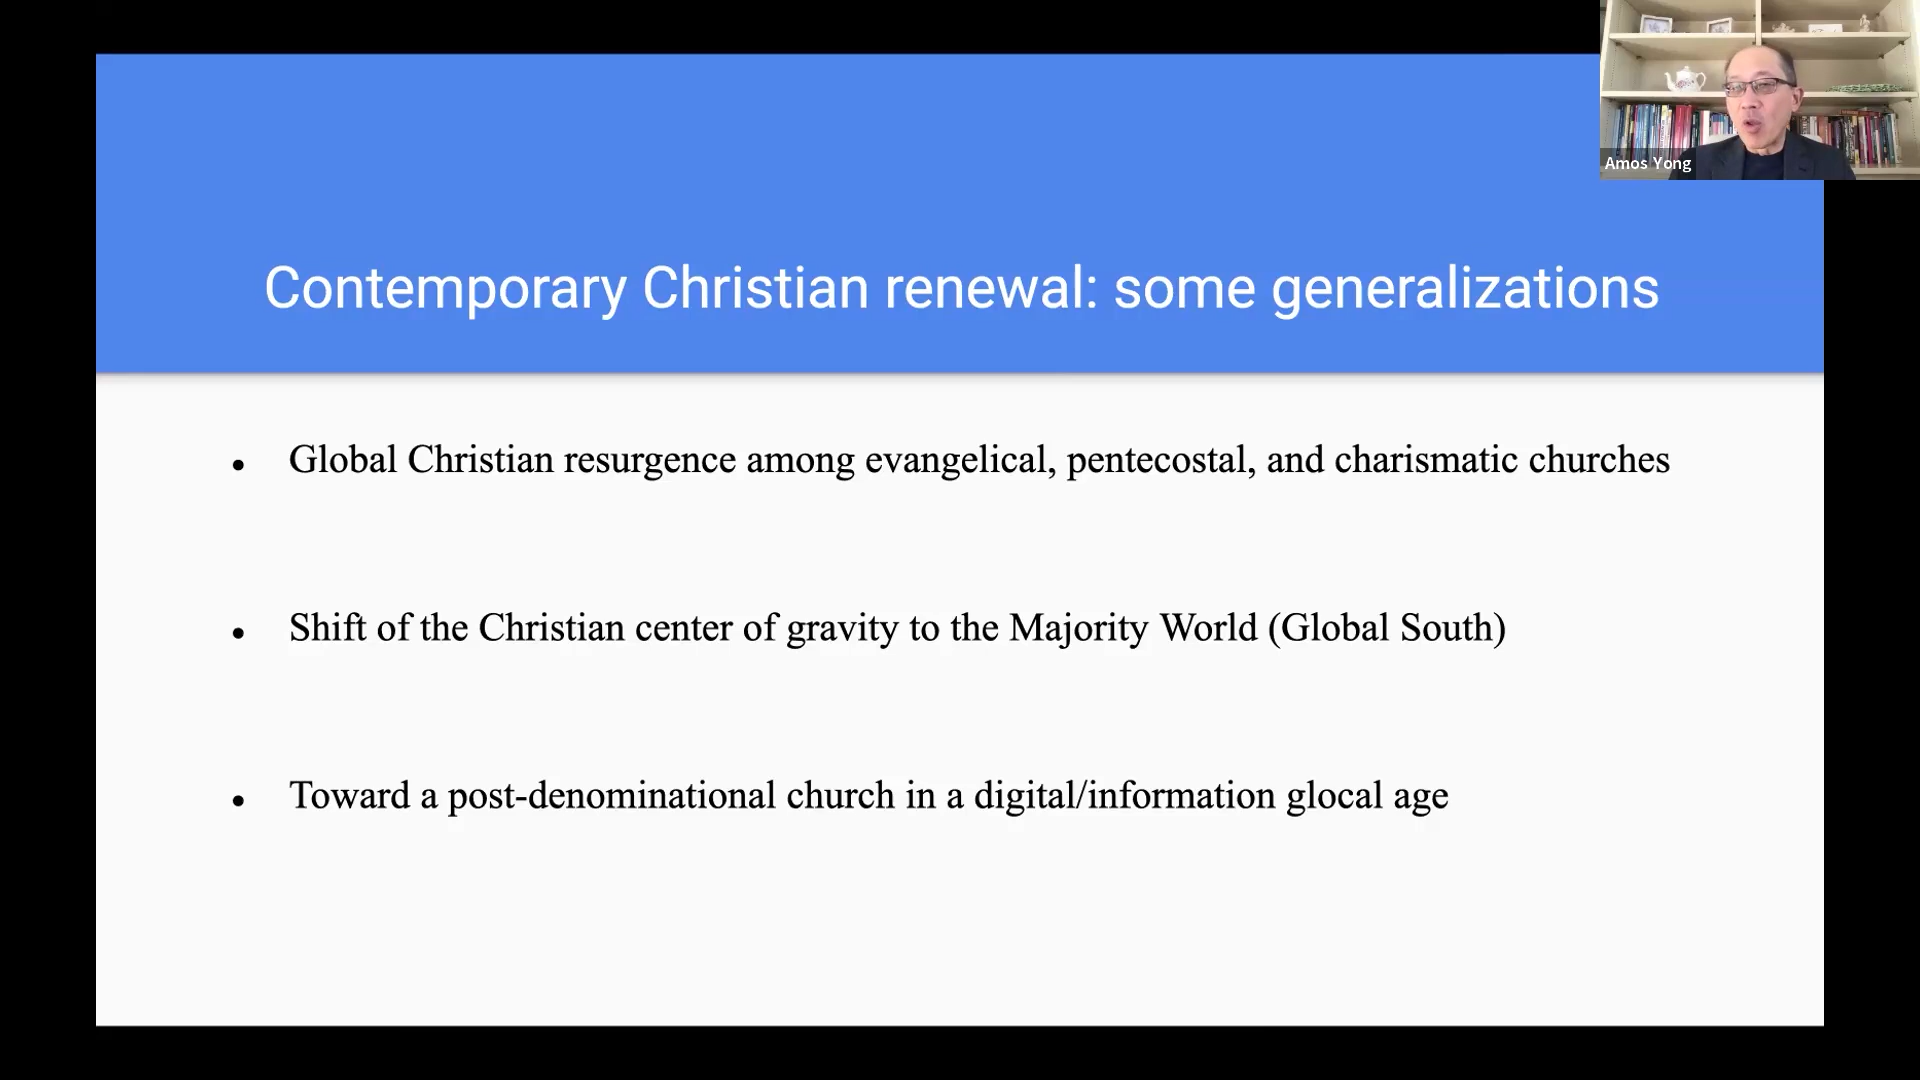 Amos Yong
Contemporary Christian renewal: some generalizations
• Global Christian resurgence among evangelical, pentecostal, and charismatic churches
• Shift of the Christian center of gravity to the Majority World (Global South)
• Toward a post-denominational church in a digital/information glocal age